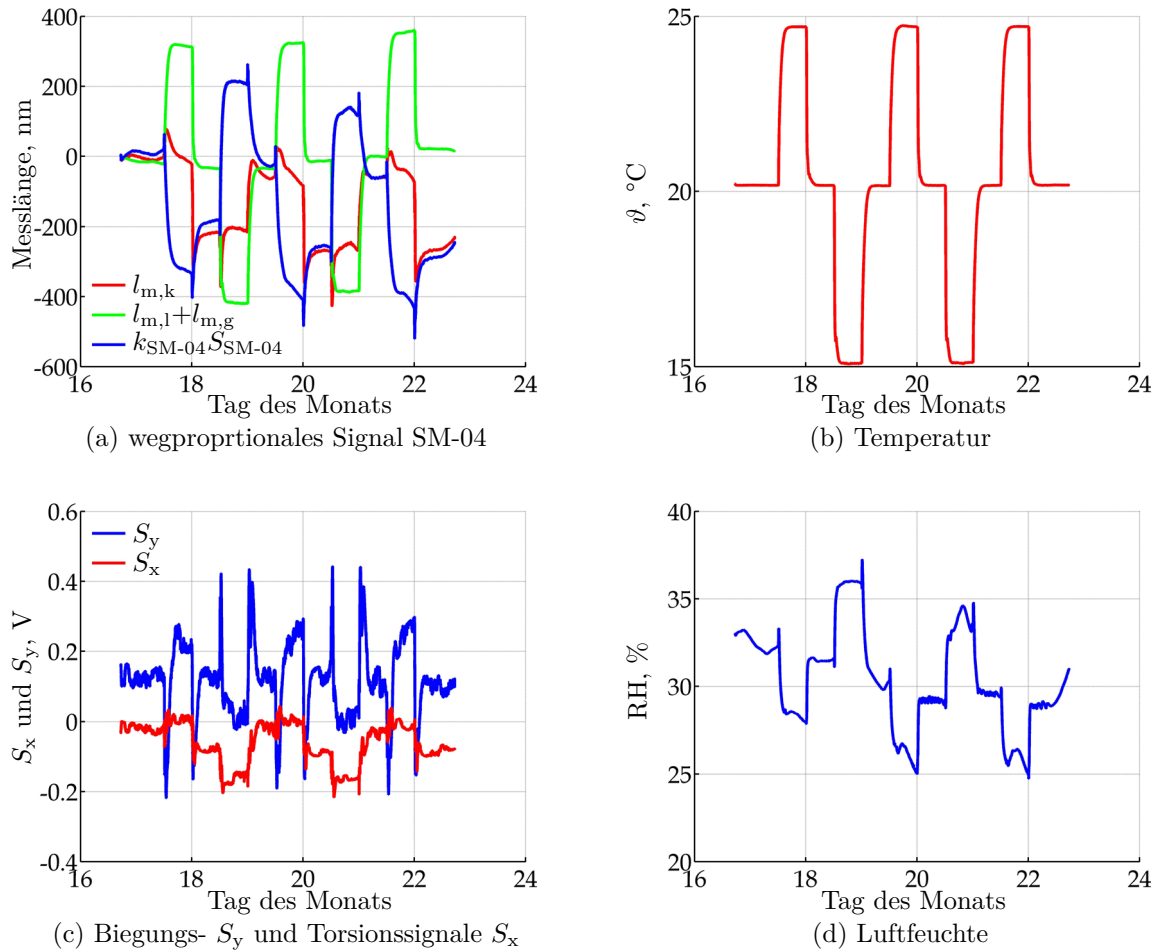 400
200
0
-200
-400
-600
Messlänge, nm
l_m,k
l_m,l+l_m,g
k_SM-04 S_SM-04
16 18 20 22 24
Tag des Monats
(a) wegproprtionales Signal SM-04
25
20
15
ϑ, °C
16 18 20 22 24
Tag des Monats
(b) Temperatur
0.6
0.4
0.2
0
-0.2
-0.4
S_x und S_y, V
S_y
S_x
16 18 20 22 24
Tag des Monats
(c) Biegungs- S_y und Torsionssignale S_x
40
35
30
25
20
RH, %
16 18 20 22 24
Tag des Monats
(d) Luftfeuchte